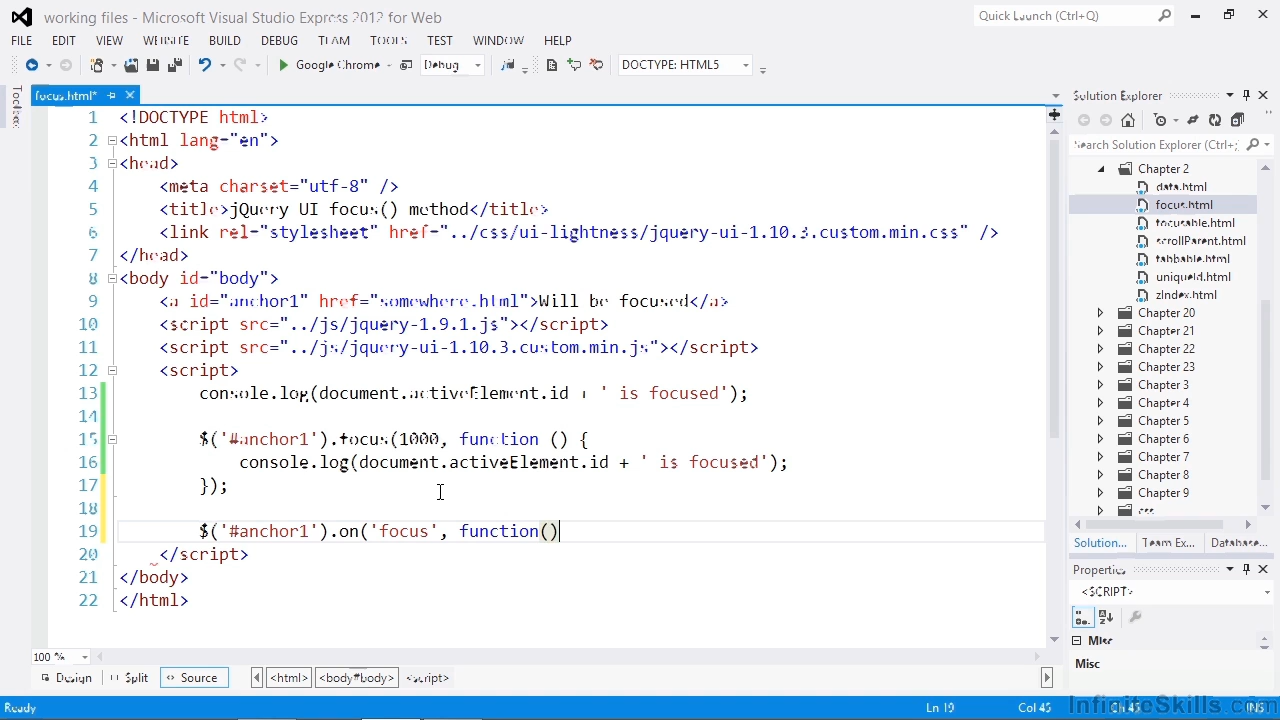 working files - Microsoft Visual Studio Express 2012 for Web
Quick Launch (Ctrl+Q)
FILE EDIT VIEW WEBSITE BUILD DEBUG TEAM TOOLS TEST WINDOW HELP
Google Chrome Debug DOCTYPE: HTML5
Toolbox
focus.html*
1 <!DOCTYPE html>
2 <html lang="en">
3 <head>
4 <meta charset="utf-8" />
5 <title>jQuery UI focus() method</title>
6 <link rel="stylesheet" href="../css/ui-lightness/jquery-ui-1.10.3.custom.min.css" />
7 </head>
8 <body id="body">
9 <a id="anchor1" href="somewhere.html">Will be focused</a>
10 <script src="../js/jquery-1.9.1.js"></script>
11 <script src="../js/jquery-ui-1.10.3.custom.min.js"></script>
12 <script>
13 console.log(document.activeElement.id + ' is focused');
14
15 $('#anchor1').focus(1000, function () {
16 console.log(document.activeElement.id + ' is focused');
17 });
18
19 $('#anchor1').on('focus', function()
20 </script>
21 </body>
22 </html>
100 %
Design Split Source <html> <body#body> <script>
Solution Explorer
Search Solution Explorer (Ctrl+;
Chapter 2
data.html
focus.html
focusable.html
scrollParent.html
tabbable.html
uniqueId.html
zIndex.html
Chapter 20
Chapter 21
Chapter 22
Chapter 23
Chapter 3
Chapter 4
Chapter 5
Chapter 6
Chapter 7
Chapter 8
Chapter 9
css
Solution... Team Ex... Database...
Properties
<SCRIPT>
Misc
Misc
Ready Ln 19 Col 45 Ch 45 INS
InfiniteSkills.com